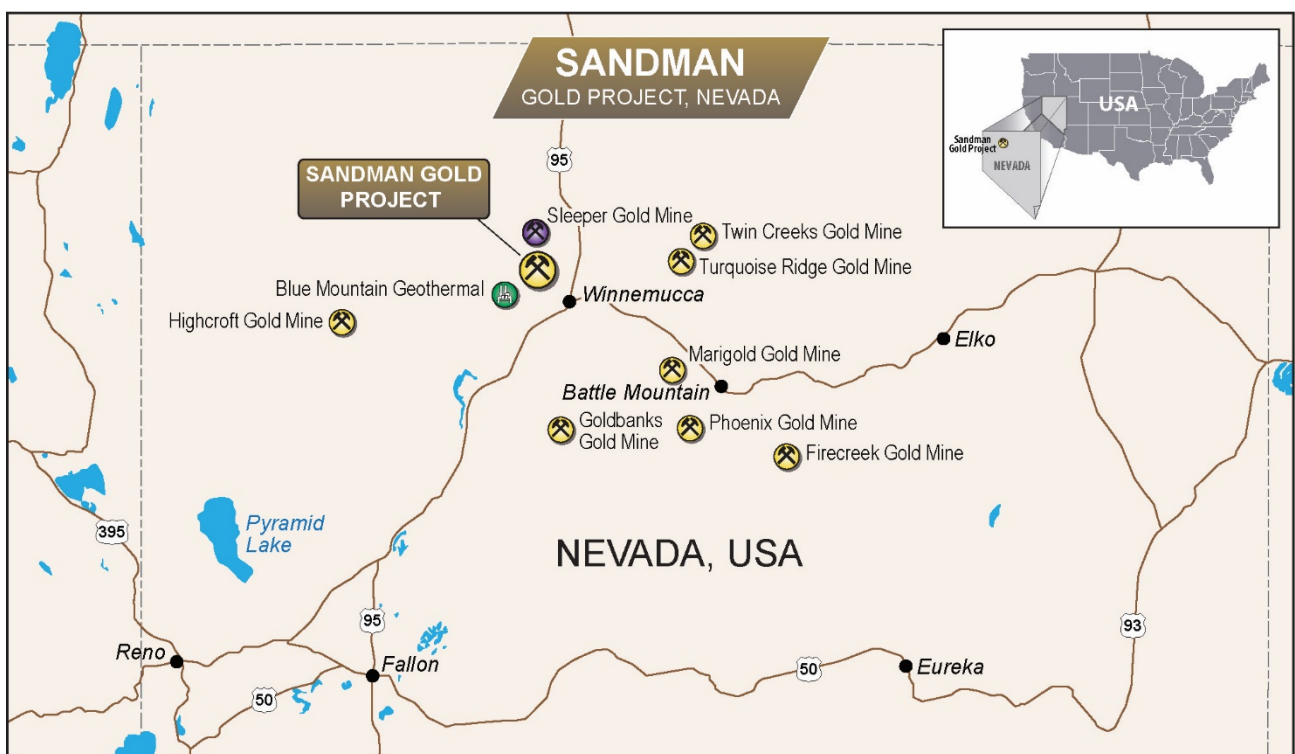 SANDMAN
GOLD PROJECT, NEVADA
USA
Sandman
Gold Project
NEVADA
95
SANDMAN GOLD
PROJECT
Sleeper Gold Mine
Twin Creeks Gold Mine
Turquoise Ridge Gold Mine
Blue Mountain Geothermal
Winnemucca
Highcroft Gold Mine
Elko
Marigold Gold Mine
Battle Mountain
Goldbanks
Gold Mine
Phoenix Gold Mine
Firecreek Gold Mine
395
Pyramid
Lake
NEVADA, USA
95
93
Reno
Fallon
50
Eureka
50